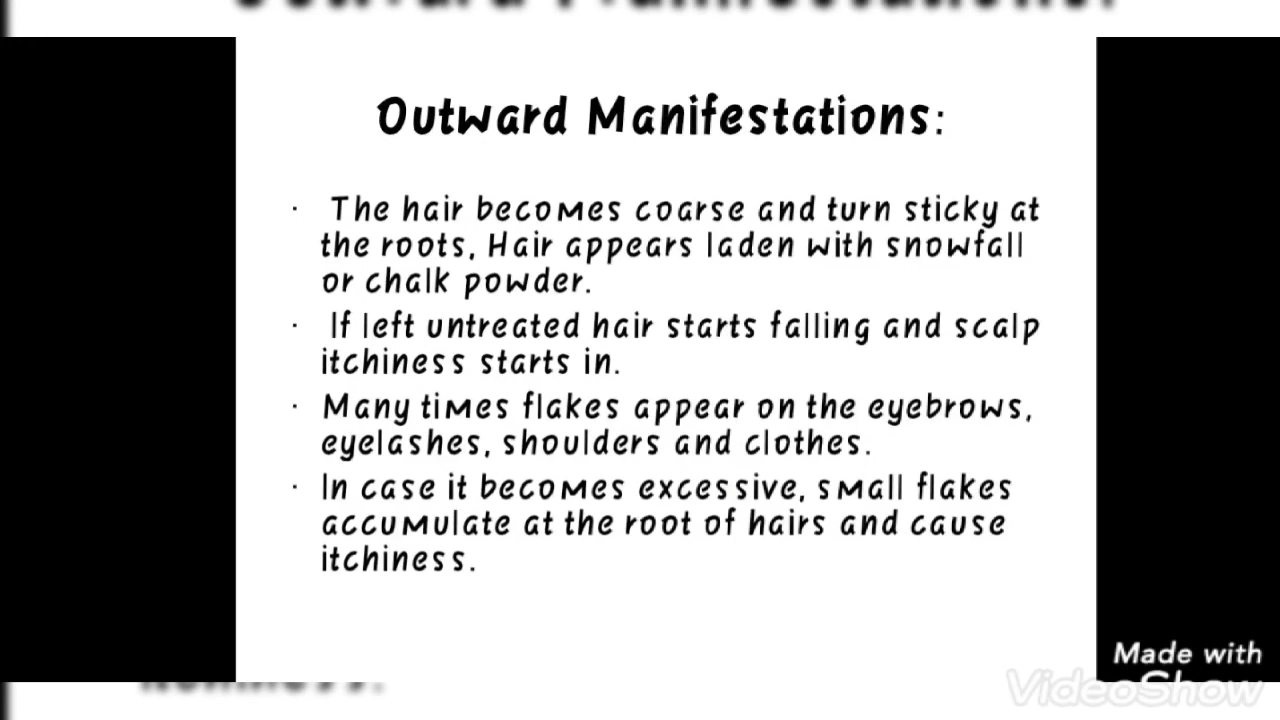 Outward Manifestations:
· The hair becomes coarse and turn sticky at
the roots, Hair appears laden with snowfall
or chalk powder.
· If left untreated hair starts falling and scalp
itchiness starts in.
· Many times flakes appear on the eyebrows,
eyelashes, shoulders and clothes.
· In case it becomes excessive, small flakes
accumulate at the root of hairs and cause
itchiness.
Made with
VideoShow